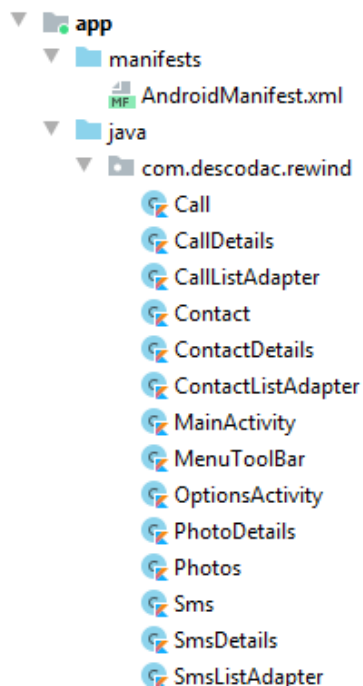 app
manifests
MF AndroidManifest.xml
java
com.descodac.rewind
C Call
C CallDetails
C CallListAdapter
C Contact
C ContactDetails
C ContactListAdapter
C MainActivity
C MenuToolBar
C OptionsActivity
C PhotoDetails
C Photos
C Sms
C SmsDetails
C SmsListAdapter